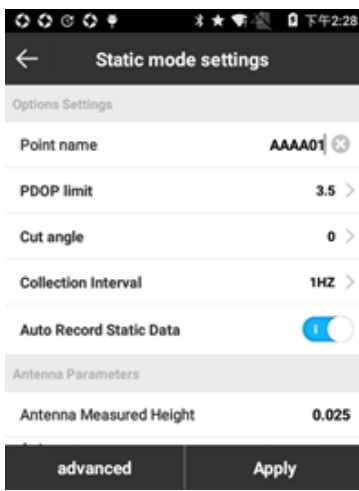 下午2:28
Static mode settings
Options Settings
Point name AAAA01
PDOP limit 3.5
Cut angle 0
Collection Interval 1HZ
Auto Record Static Data
Antenna Parameters
Antenna Measured Height 0.025
advanced Apply